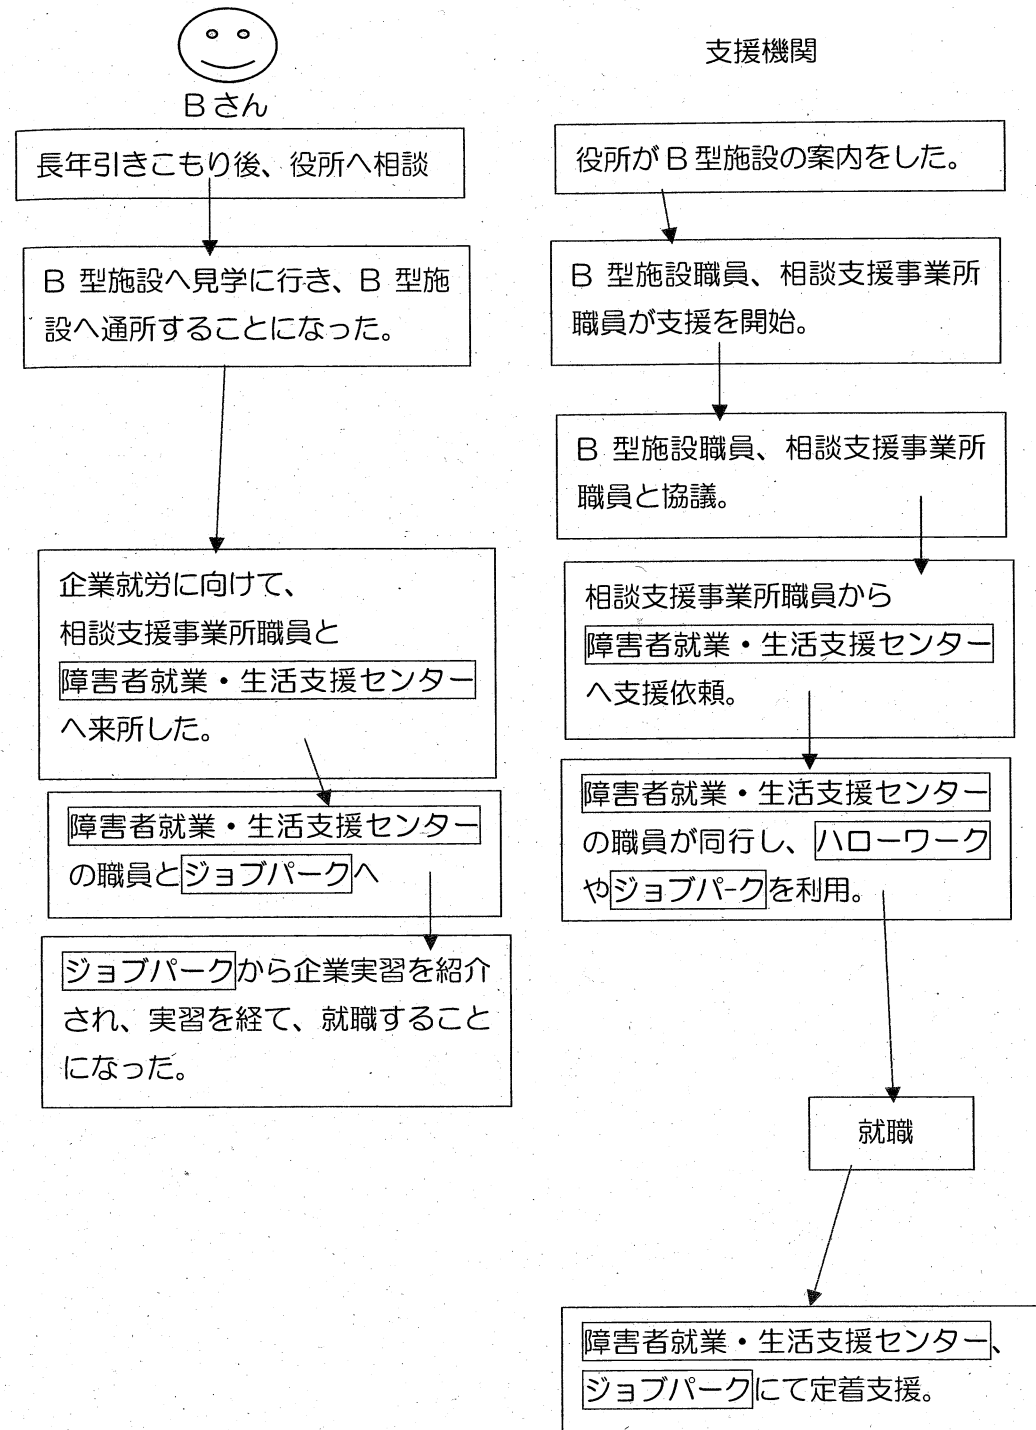 Bさん
長年引きこもり後、役所へ相談
B 型施設へ見学に行き、B 型施
設へ通所することになった。
企業就労に向けて、
相談支援事業所職員と
障害者就業・生活支援センター
へ来所した。
障害者就業・生活支援センター
の職員とジョブパークへ
ジョブパークから企業実習を紹介
され、実習を経て、就職すること
になった。
支援機関
役所がB型施設の案内をした。
B 型施設職員、相談支援事業所
職員が支援を開始。
B 型施設職員、相談支援事業所
職員と協議。
相談支援事業所職員から
障害者就業・生活支援センター
へ支援依頼。
障害者就業・生活支援センター
の職員が同行し、ハローワーク
やジョブパ-クを利用。
就職
障害者就業・生活支援センター、
ジョブパークにて定着支援。